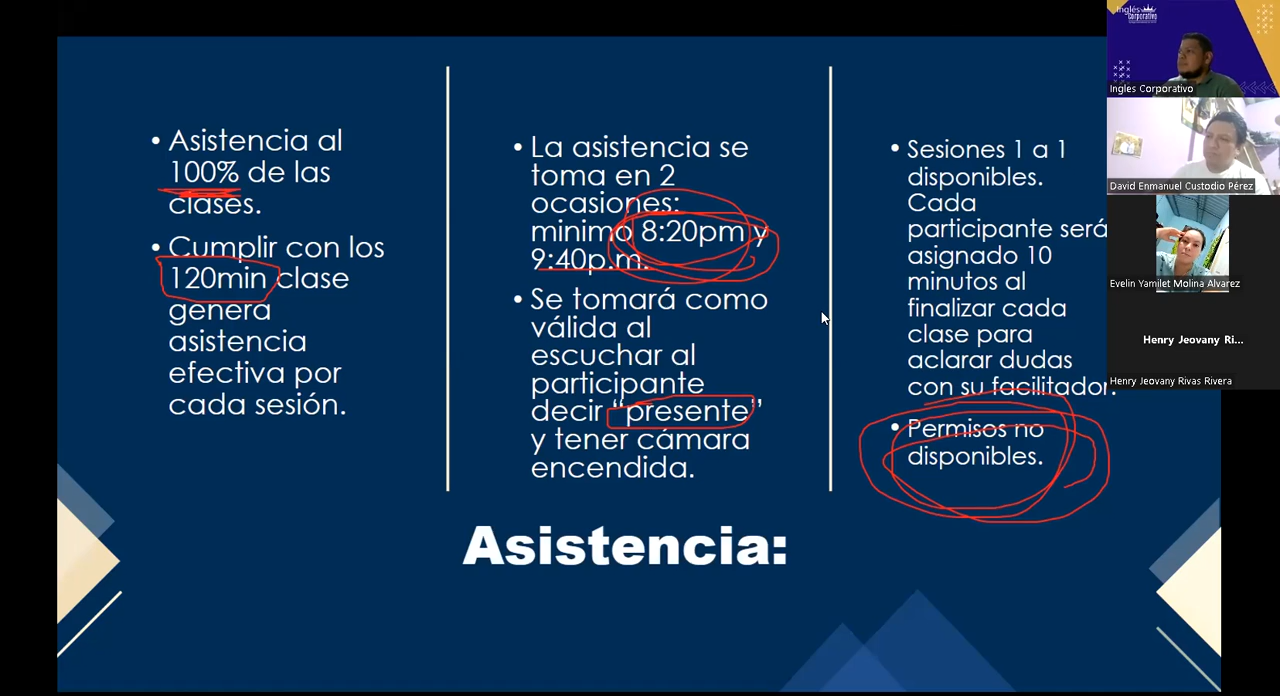 • Asistencia al
100% de las
clases.
• Cumplir con los
120min clase
genera
asistencia
efectiva por
cada sesión.
• La asistencia se
toma en 2
ocasiones:
minimo 8:20pm y
9:40p.m.
• Se tomará como
válida al
escuchar al
participante
decir “presente”
y tener cámara
encendida.
• Sesiones 1 a 1
disponibles.
Cada
participante será
asignado 10
minutos al
finalizar cada
clase para
aclarar dudas
con su facilitador.
• Permisos no
disponibles.
Asistencia:
Inglés
corporativo
Ingles Corporativo
David Enmanuel Custodio Pérez
Evelin Yamilet Molina Alvarez
Henry Jeovany Ri...
Henry Jeovany Rivas Rivera